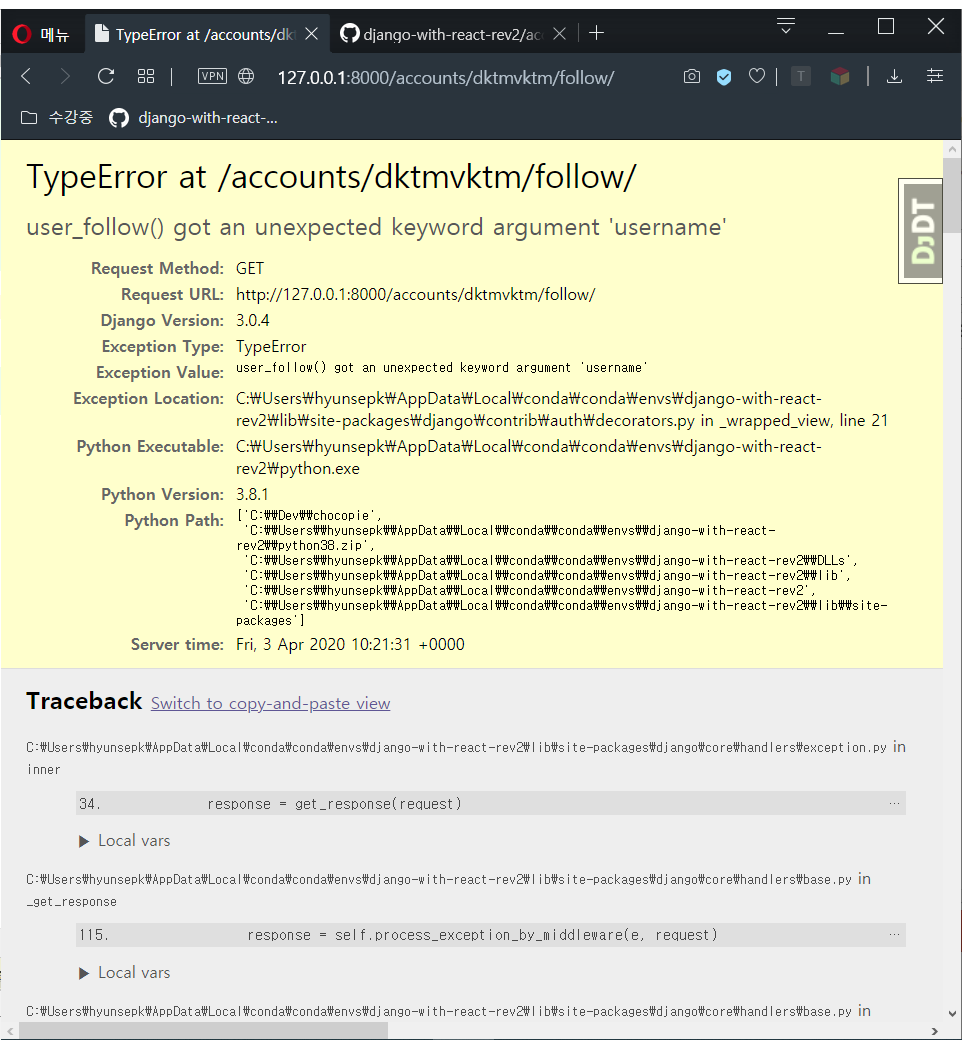 메뉴
TypeError at /accounts/dkt
django-with-react-rev2/acc
VPN
127.0.0.1:8000/accounts/dktmvktm/follow/
T
수강중
django-with-react-...
TypeError at /accounts/dktmvktm/follow/
user_follow() got an unexpected keyword argument 'username'
DJDT
Request Method: GET
Request URL: http://127.0.0.1:8000/accounts/dktmvktm/follow/
Django Version: 3.0.4
Exception Type: TypeError
Exception Value: user_follow() got an unexpected keyword argument 'username'
Exception Location: C:₩Users₩hyunsepk₩AppData₩Local₩conda₩conda₩envs₩django-with-react-
rev2₩lib₩site-packages₩django₩contrib₩auth₩decorators.py in _wrapped_view, line 21
Python Executable: C:₩Users₩hyunsepk₩AppData₩Local₩conda₩conda₩envs₩django-with-react-
rev2₩python.exe
Python Version: 3.8.1
Python Path: ['C:₩₩Dev₩₩chocopie',
'C:₩₩Users₩₩hyunsepk₩₩AppData₩₩Local₩₩conda₩₩conda₩₩envs₩₩django-with-react-
rev2₩₩python38.zip',
'C:₩₩Users₩₩hyunsepk₩₩AppData₩₩Local₩₩conda₩₩conda₩₩envs₩₩django-with-react-rev2₩₩DLLs',
'C:₩₩Users₩₩hyunsepk₩₩AppData₩₩Local₩₩conda₩₩conda₩₩envs₩₩django-with-react-rev2₩₩lib',
'C:₩₩Users₩₩hyunsepk₩₩AppData₩₩Local₩₩conda₩₩conda₩₩envs₩₩django-with-react-rev2',
'C:₩₩Users₩₩hyunsepk₩₩AppData₩₩Local₩₩conda₩₩conda₩₩envs₩₩django-with-react-rev2₩₩lib₩₩site-
packages']
Server time: Fri, 3 Apr 2020 10:21:31 +0000
Traceback Switch to copy-and-paste view
C:₩Users₩hyunsepk₩AppData₩Local₩conda₩conda₩envs₩django-with-react-rev2₩lib₩site-packages₩django₩core₩handlers₩exception.py in
inner
34. response = get_response(request) ...
▶ Local vars
C:₩Users₩hyunsepk₩AppData₩Local₩conda₩conda₩envs₩django-with-react-rev2₩lib₩site-packages₩django₩core₩handlers₩base.py in
_get_response
115. response = self.process_exception_by_middleware(e, request) ...
▶ Local vars
C:₩Users₩hyunsepk₩AppData₩Local₩conda₩conda₩envs₩django-with-react-rev2₩lib₩site-packages₩django₩core₩handlers₩base.py in